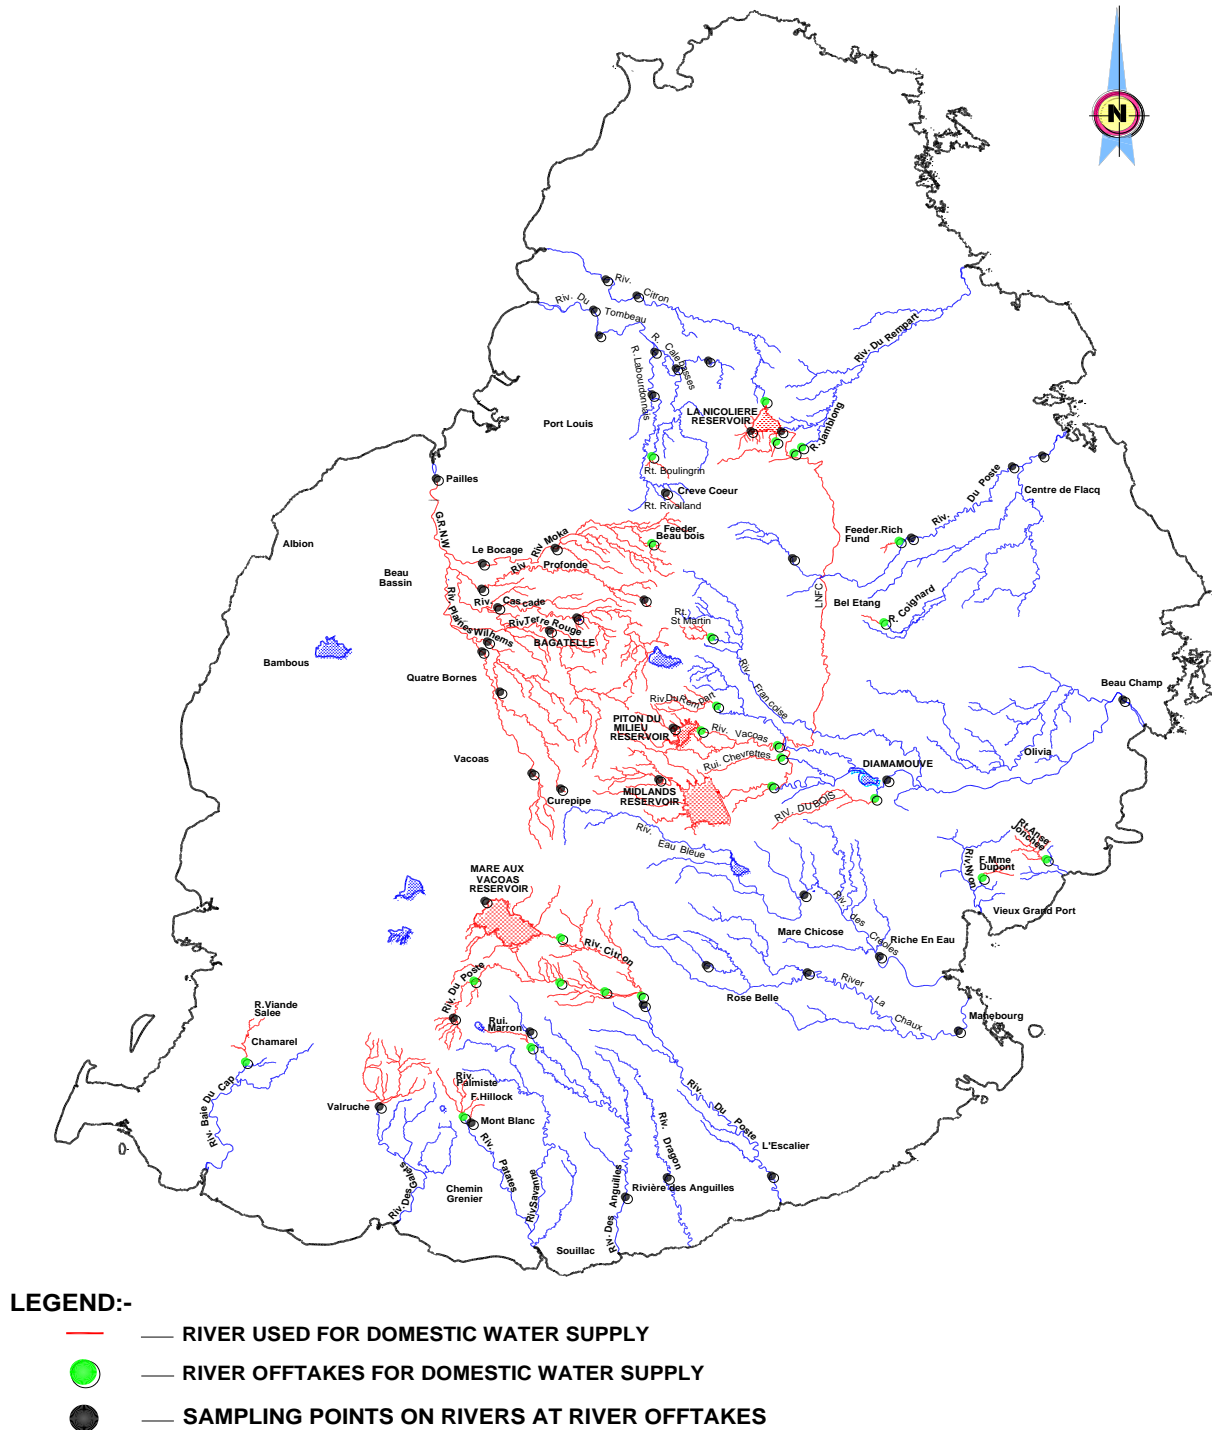 N
Riv.
Citron
Riv. Du
Tombeau
R. Calebasses
R. Labourdonnais
Riv. Du Rempart
LA NICOLIERE
RESERVOIR
R. Jamblong
Port Louis
Rt. Boulingrin
Pailles
Creve Coeur
Rt. Rivalland
Riv. Du Poste
Centre de Flacq
G.R.N.W
Feeder
Beau bois
Feeder.Rich
Fund
Albion
Le Bocage
Riv. Moka
Riv.
Profonde
Beau
Bassin
LNFC
Bel Etang
R. Coignard
Riv. Cascade
Riv. Plaines Wilhems
Riv Terre Rouge
BAGATELLE
Rt.
St Martin
Bambous
Quatre Bornes
Riv. Francoise
Beau Champ
Riv Du Rempart
PITON DU
MILIEU
RESERVOIR
Riv. Vacoas
Olivia
Vacoas
Rui. Chevrettes
DIAMAMOUVE
Curepipe
MIDLANDS
RESERVOIR
RIV. DUBOIS
Riv.
Eau Bleue
Rt.Anse
Jonchee
Riv.Nyon
F.Mme
Dupont
MARE AUX
VACOAS
RESERVOIR
Riv. des Creoles
Vieux Grand Port
Mare Chicose
Riche En Eau
Riv. Citron
Riv. Du Poste
Rose Belle
River La Chaux
Mahebourg
R.Viande
Salee
Rui.
Marron
Chamarel
Riv. Baie Du Cap
Riv.
Palmiste
F.Hillock
Valruche
Mont Blanc
Riv. Du Poste
L'Escalier
Riv. Patates
Riv. Dragon
Chemin
Grenier
Riv.Savanne
Rivière des Anguilles
Riv. Des Galets
Riv. Des Anguilles
Souillac
LEGEND:-
RIVER USED FOR DOMESTIC WATER SUPPLY
RIVER OFFTAKES FOR DOMESTIC WATER SUPPLY
SAMPLING POINTS ON RIVERS AT RIVER OFFTAKES